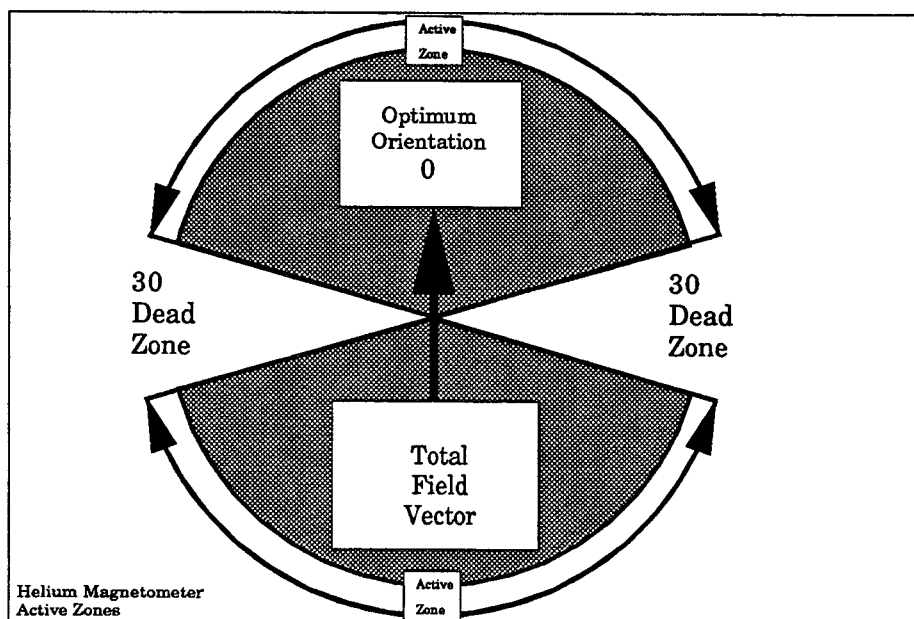 Active
Zone
Optimum
Orientation
0
30
Dead
Zone
30
Dead
Zone
Total
Field
Vector
Active
Zone
Helium Magnetometer
Active Zones